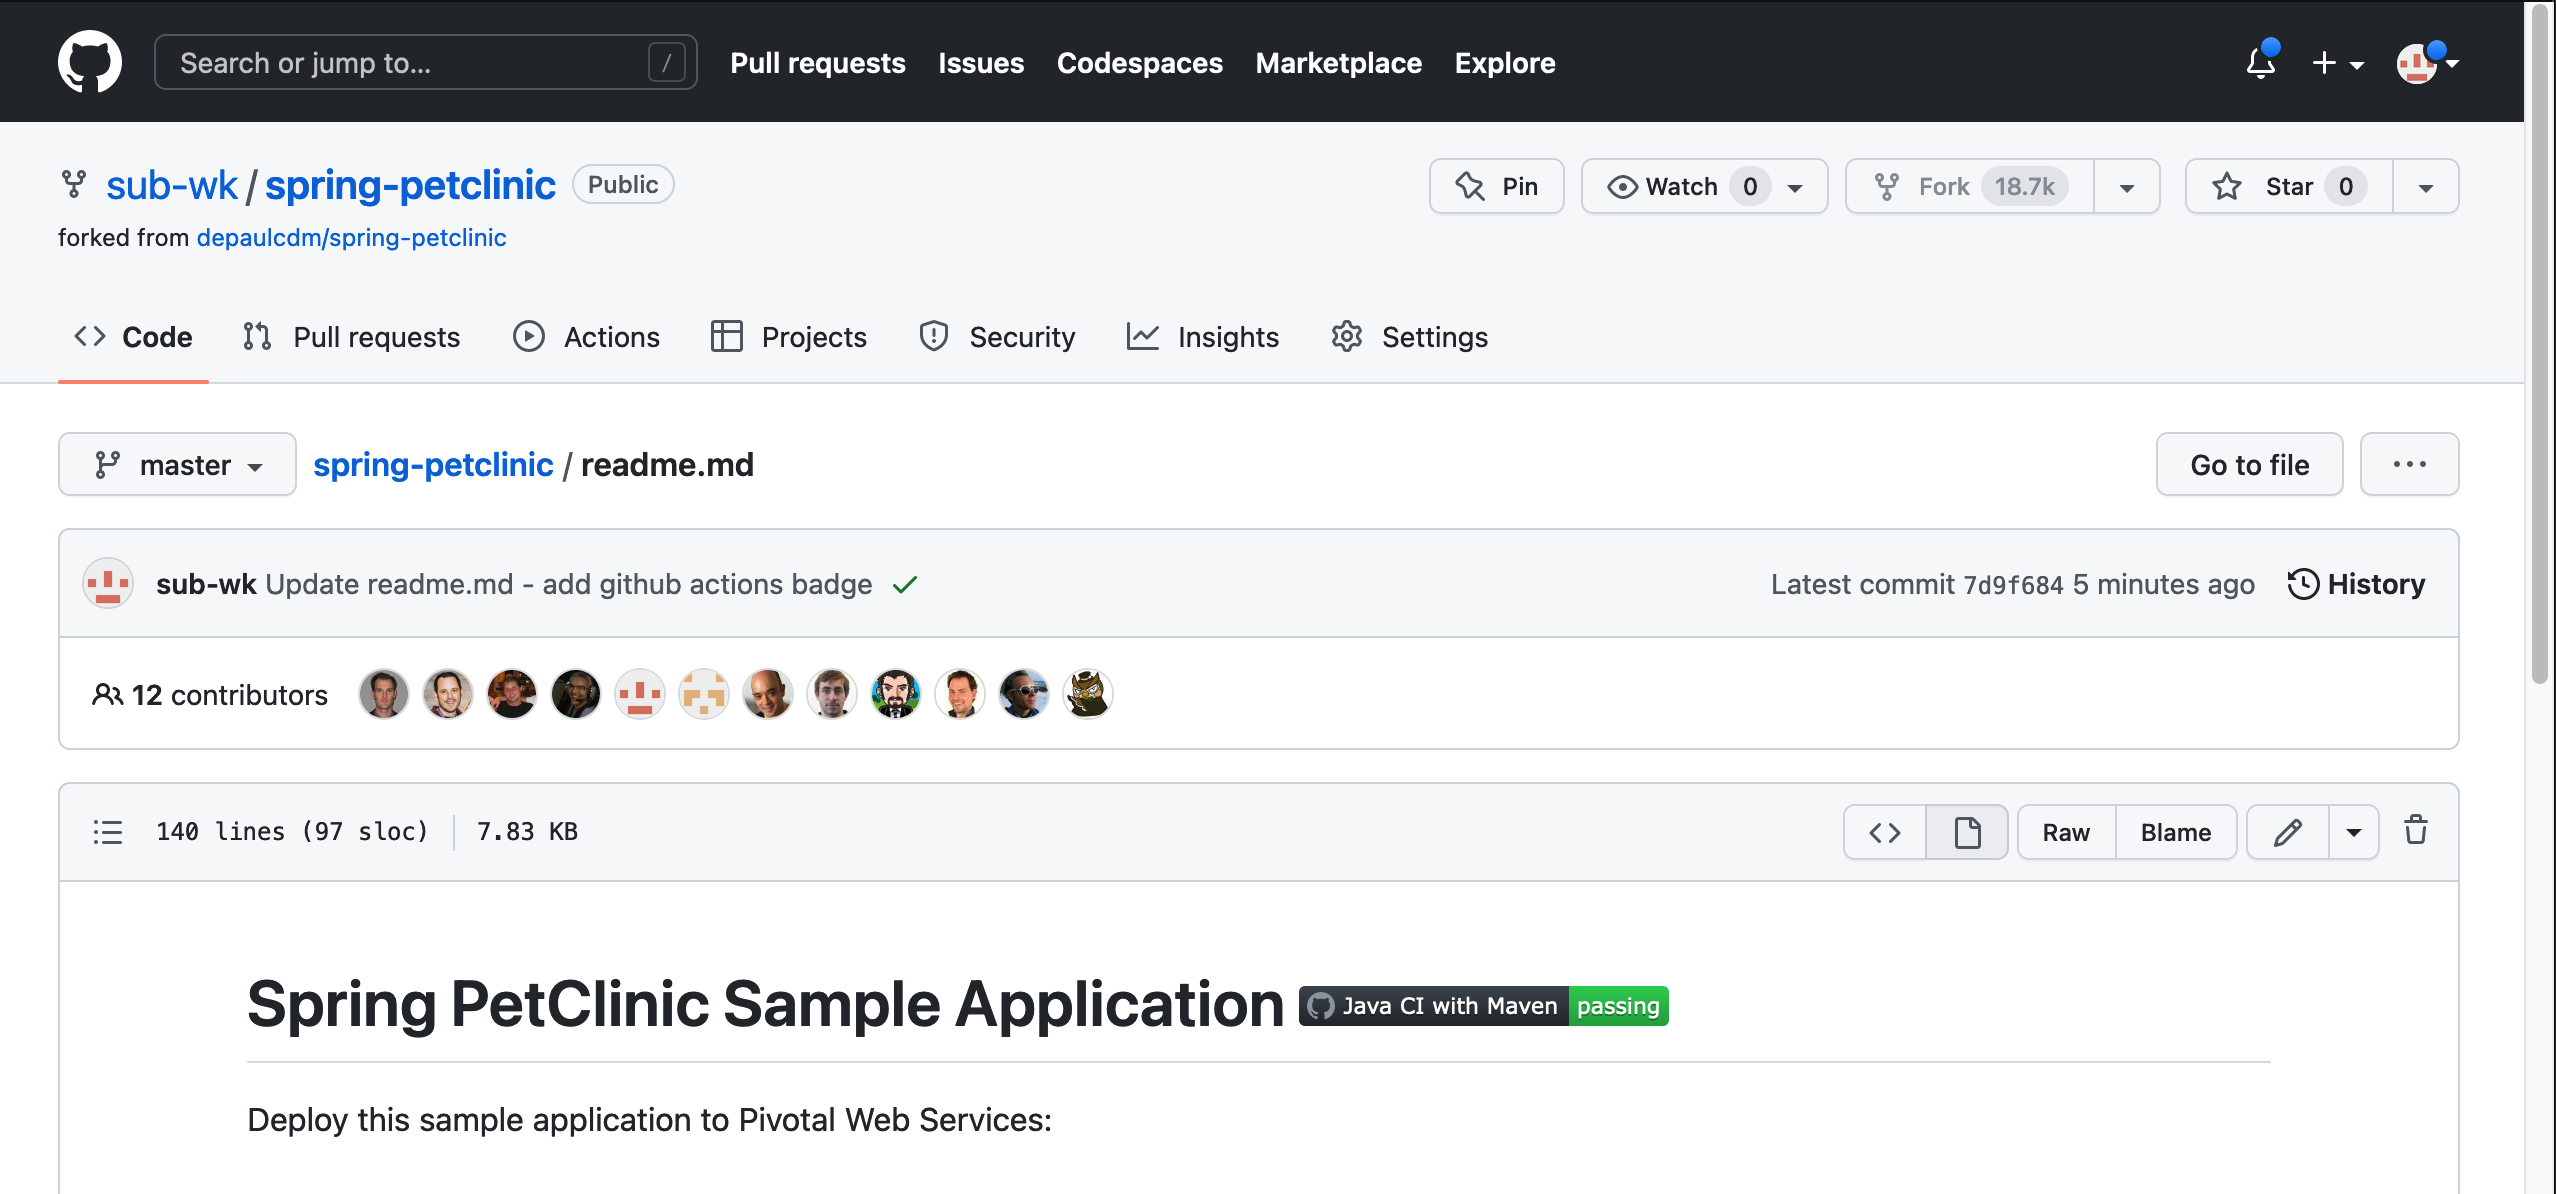 Search or jump to... / Pull requests Issues Codespaces Marketplace Explore
sub-wk / spring-petclinic Public Pin Watch 0 Fork 18.7k Star 0
forked from depaulcdm/spring-petclinic
Code Pull requests Actions Projects Security Insights Settings
master spring-petclinic / readme.md Go to file ...
sub-wk Update readme.md - add github actions badge Latest commit 7d9f684 5 minutes ago History
12 contributors
140 lines (97 sloc) 7.83 KB Raw Blame
Spring PetClinic Sample Application Java CI with Maven passing
Deploy this sample application to Pivotal Web Services: